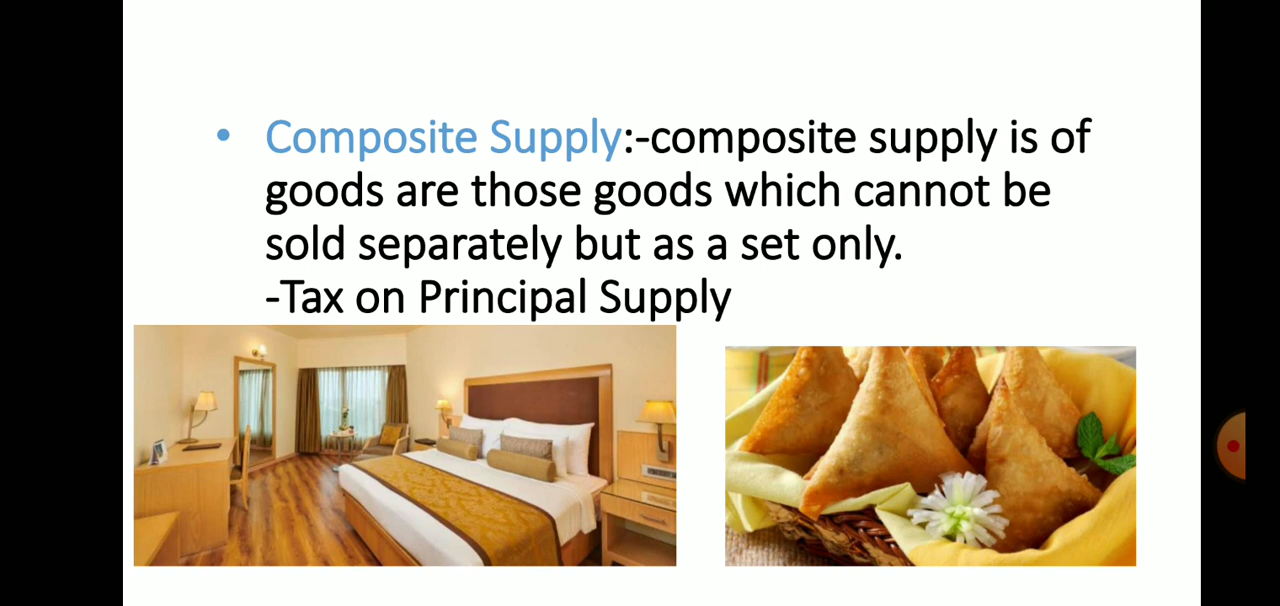 • Composite Supply:-composite supply is of
goods are those goods which cannot be
sold separately but as a set only.
-Tax on Principal Supply